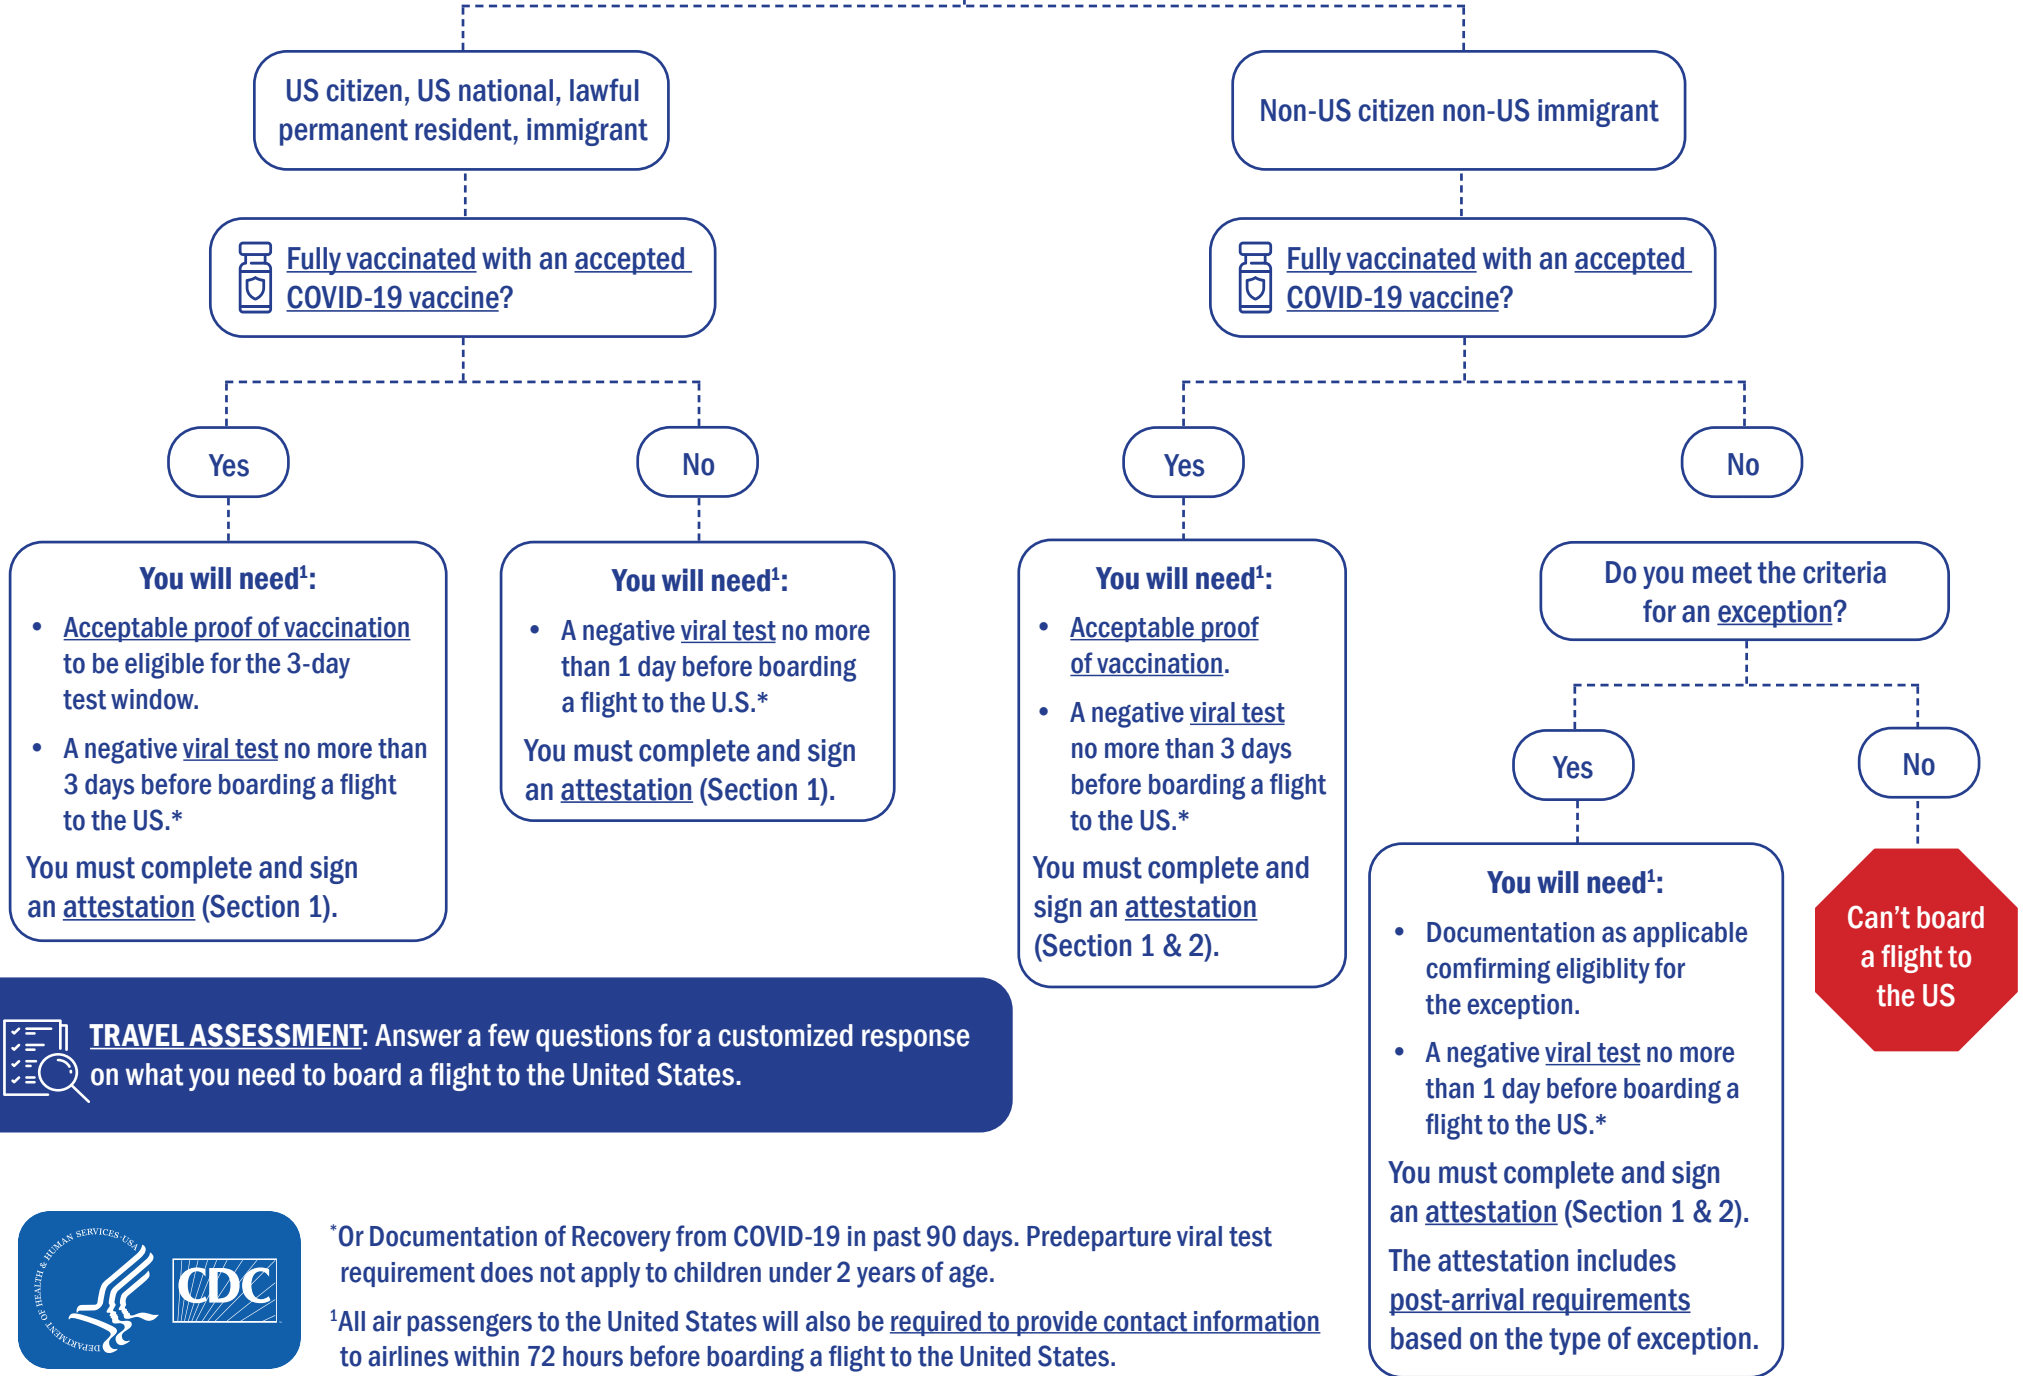 US citizen, US national, lawful
permanent resident, immigrant
Fully vaccinated with an accepted
COVID-19 vaccine?
Yes
You will need¹:
• Acceptable proof of vaccination
to be eligible for the 3-day
test window.
• A negative viral test no more than
3 days before boarding a flight
to the US.*
You must complete and sign
an attestation (Section 1).
No
You will need¹:
• A negative viral test no more
than 1 day before boarding
a flight to the U.S.*
You must complete and sign
an attestation (Section 1).
Non-US citizen non-US immigrant
Fully vaccinated with an accepted
COVID-19 vaccine?
Yes
You will need¹:
• Acceptable proof
of vaccination.
• A negative viral test
no more than 3 days
before boarding a flight
to the US.*
You must complete and
sign an attestation
(Section 1 & 2).
No
Do you meet the criteria
for an exception?
Yes
You will need¹:
• Documentation as applicable
comfirming eligiblity for
the exception.
• A negative viral test no more
than 1 day before boarding a
flight to the US.*
You must complete and sign
an attestation (Section 1 & 2).
The attestation includes
post-arrival requirements
based on the type of exception.
No
Can't board
a flight to
the US
TRAVEL ASSESSMENT: Answer a few questions for a customized response
on what you need to board a flight to the United States.
DEPARTMENT OF HEALTH & HUMAN SERVICES·USA
CDC
*Or Documentation of Recovery from COVID-19 in past 90 days. Predeparture viral test
requirement does not apply to children under 2 years of age.
¹All air passengers to the United States will also be required to provide contact information
to airlines within 72 hours before boarding a flight to the United States.